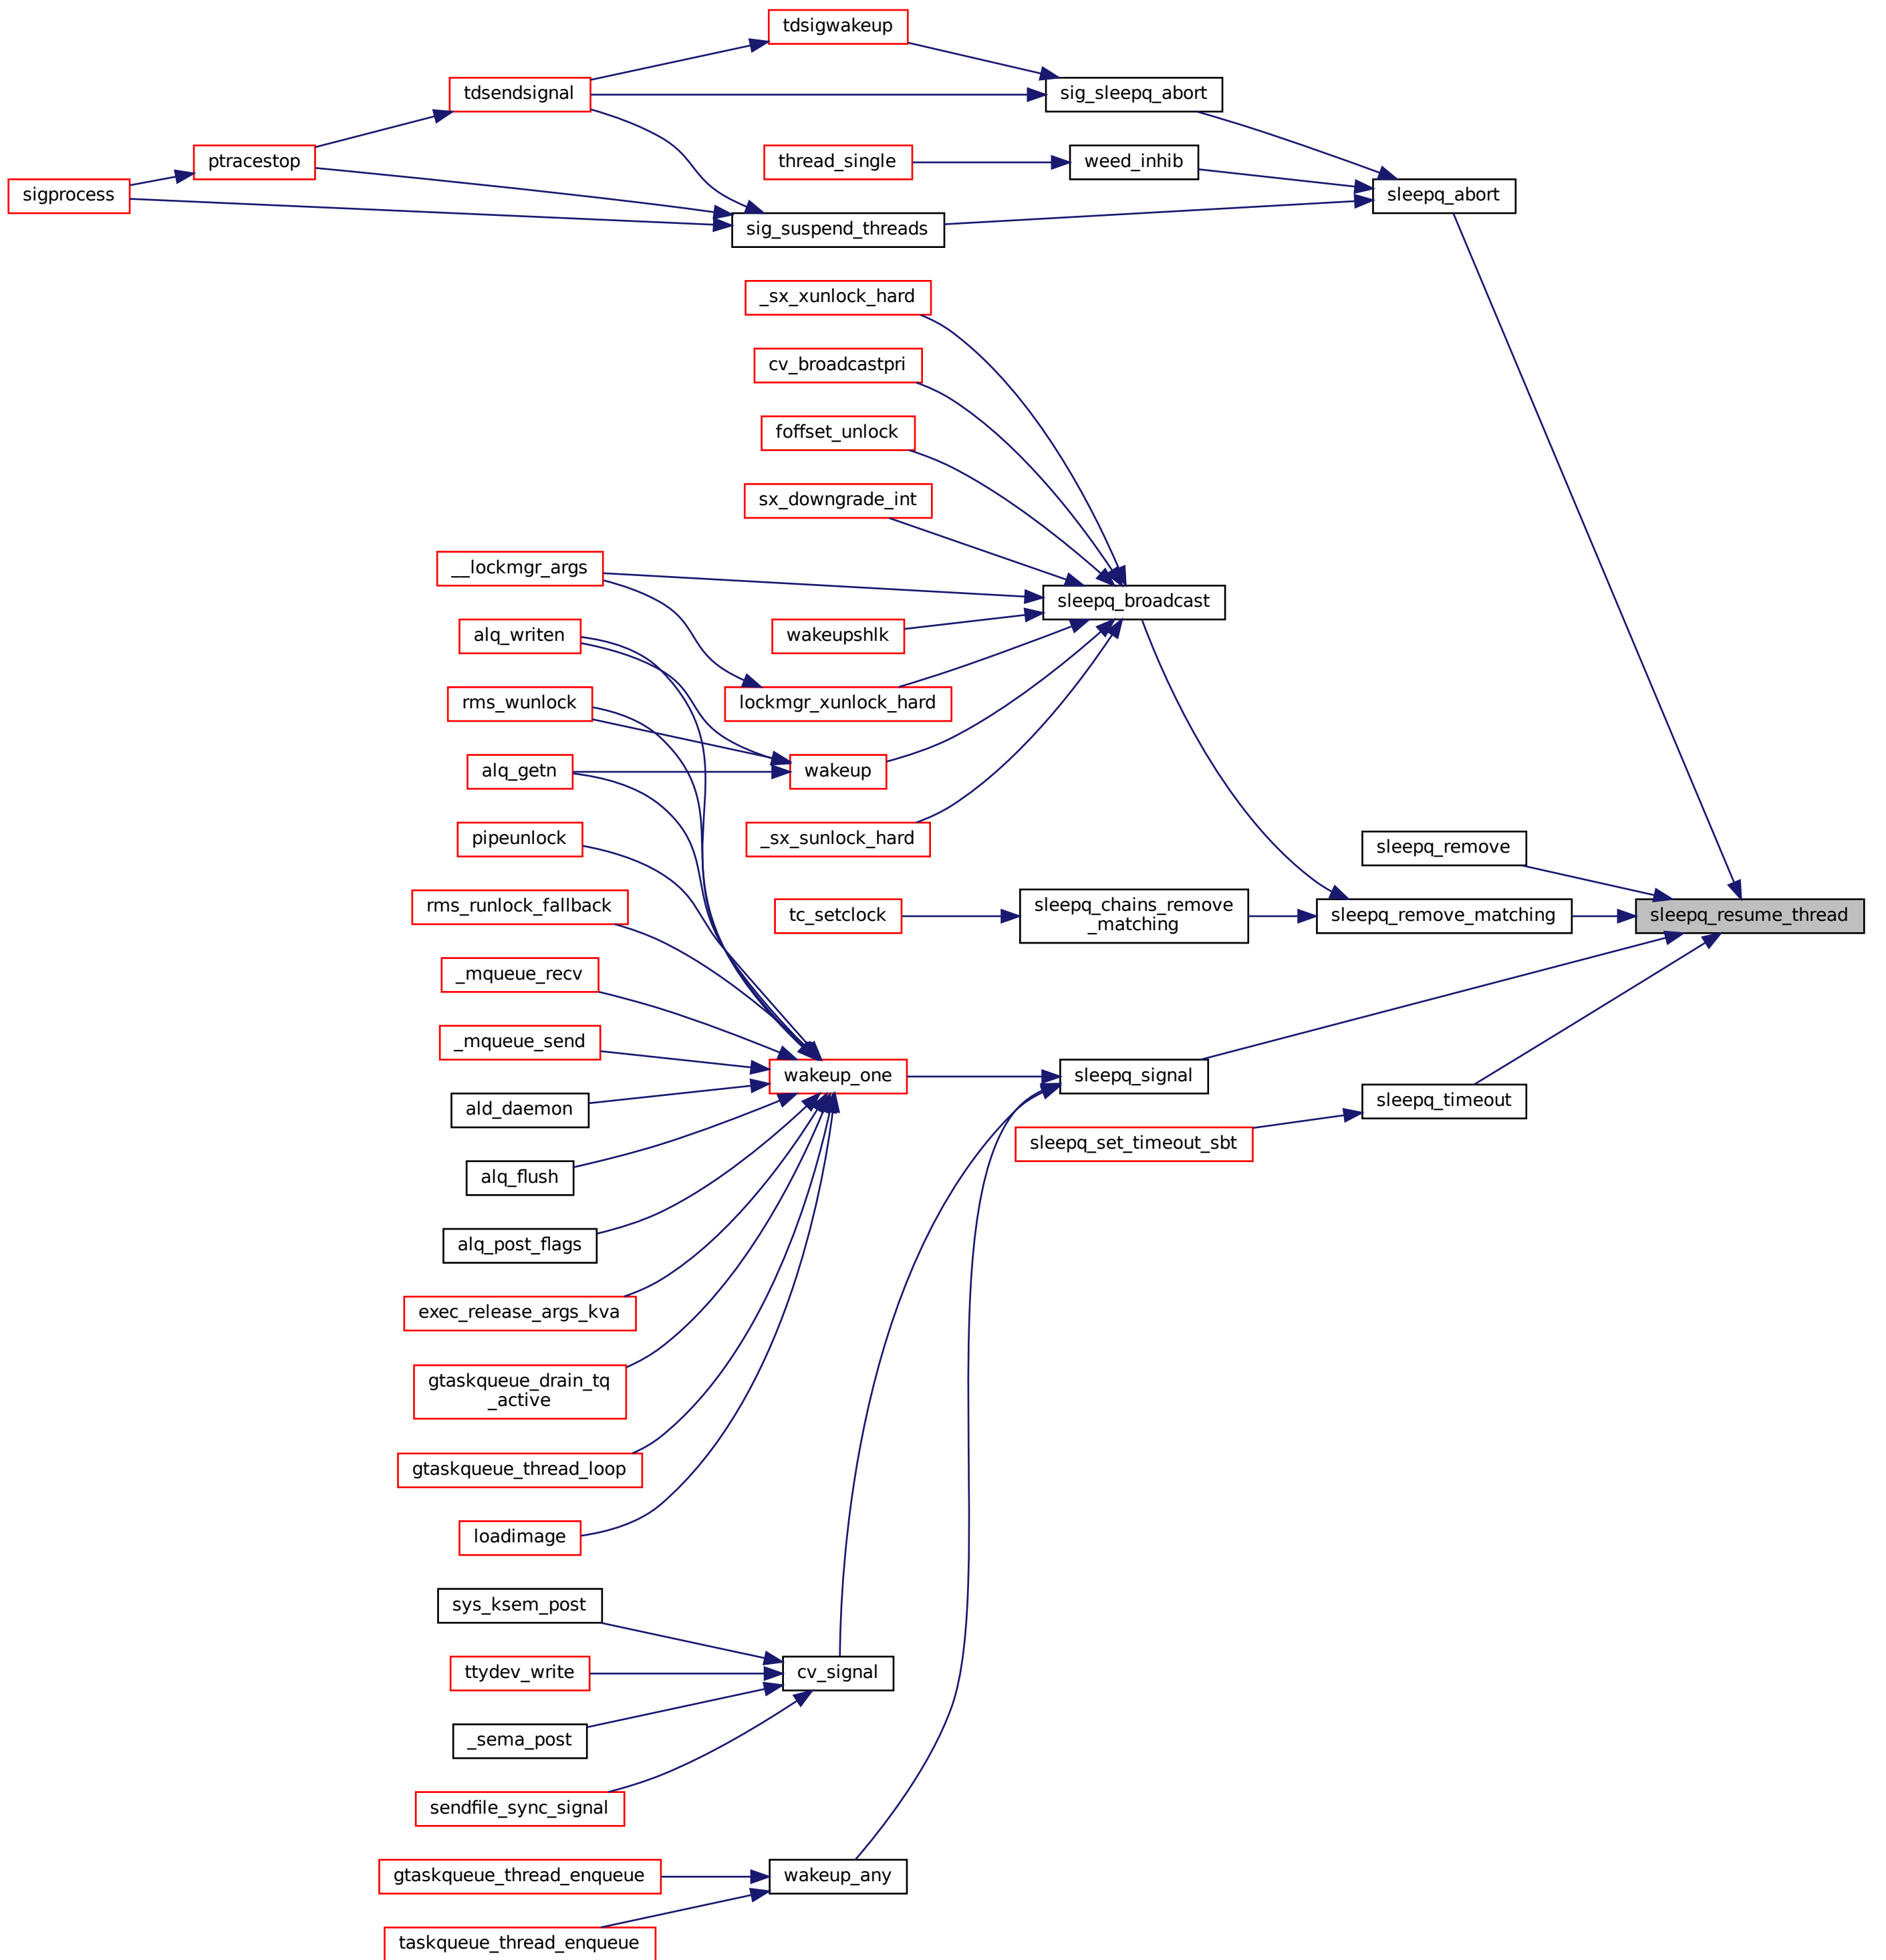 tdsigwakeup
tdsendsignal
sig_sleepq_abort
ptracestop
thread_single
weed_inhib
sigprocess
sleepq_abort
sig_suspend_threads
_sx_xunlock_hard
cv_broadcastpri
foffset_unlock
sx_downgrade_int
__lockmgr_args
sleepq_broadcast
alq_writen
wakeupshlk
rms_wunlock
lockmgr_xunlock_hard
alq_getn
wakeup
pipeunlock
_sx_sunlock_hard
sleepq_remove
rms_runlock_fallback
tc_setclock
sleepq_chains_remove
_matching
sleepq_remove_matching
sleepq_resume_thread
_mqueue_recv
_mqueue_send
wakeup_one
sleepq_signal
ald_daemon
sleepq_timeout
sleepq_set_timeout_sbt
alq_flush
alq_post_flags
exec_release_args_kva
gtaskqueue_drain_tq
_active
gtaskqueue_thread_loop
loadimage
sys_ksem_post
ttydev_write
cv_signal
_sema_post
sendfile_sync_signal
gtaskqueue_thread_enqueue
wakeup_any
taskqueue_thread_enqueue